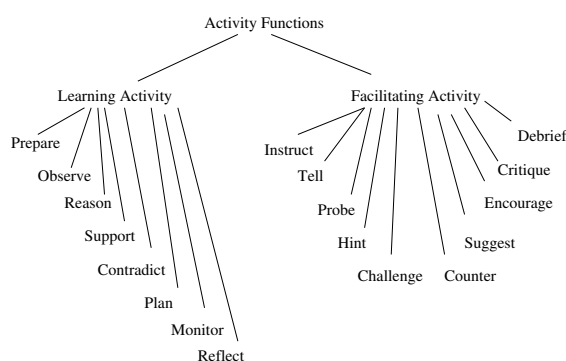 Activity Functions
Learning Activity
Facilitating Activity
Prepare
Observe
Reason
Support
Contradict
Plan
Monitor
Reflect
Instruct
Tell
Probe
Hint
Challenge
Counter
Suggest
Encourage
Critique
Debrief